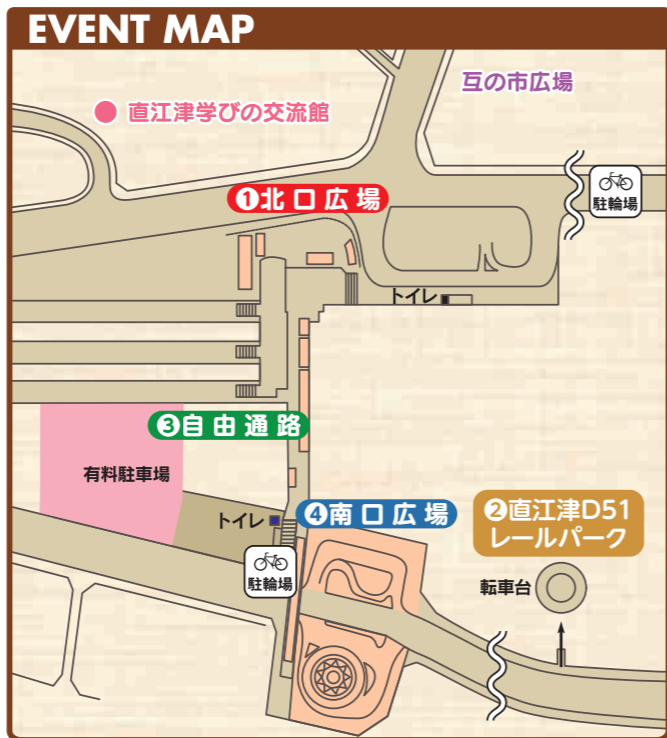 EVENT MAP
互の市広場
直江津学びの交流館
駐輪場
❶北口広場
トイレ
❸自由通路
有料駐車場
トイレ
❹南口広場
❷直江津D51
レールパーク
駐輪場
転車台